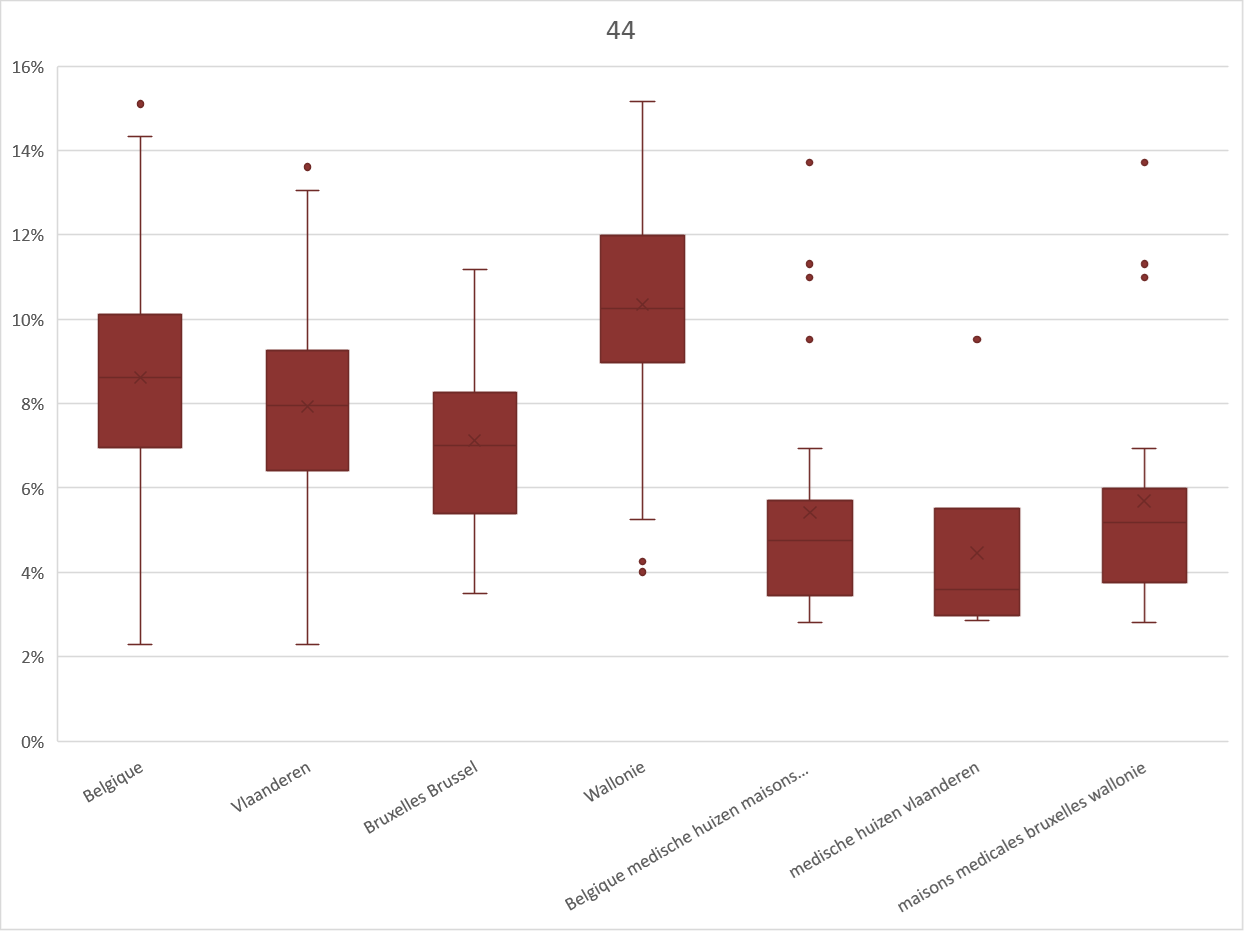 44
16%
14%
12%
10%
8%
6%
4%
2%
0%
Belgique
Vlaanderen
Bruxelles Brussel
Wallonie
Belgique medische huizen maisons...
medische huizen vlaanderen
maisons medicales bruxelles wallonie